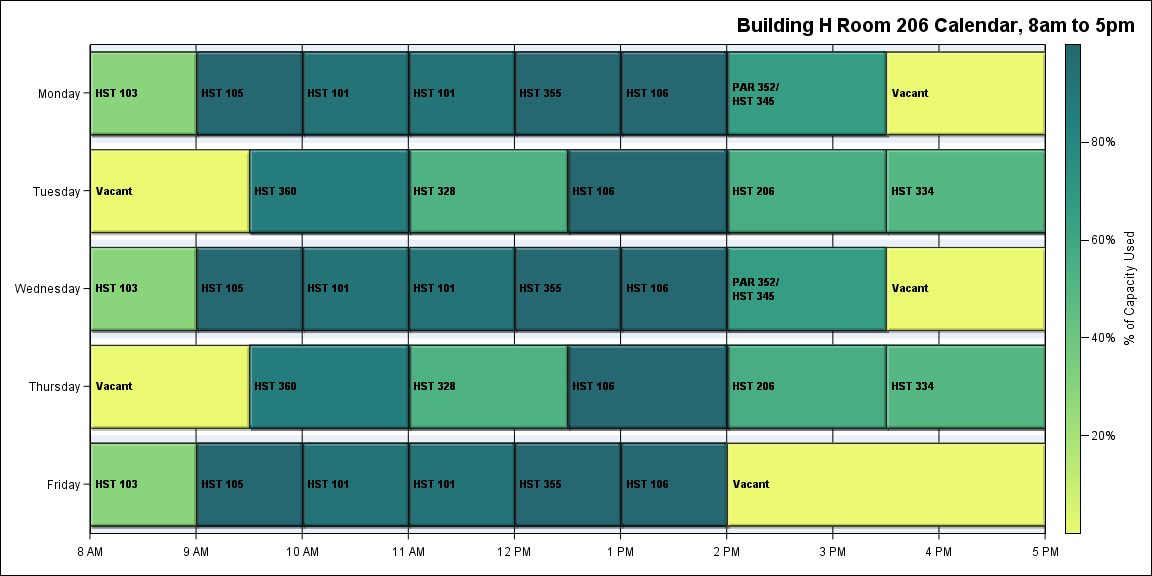 Building H Room 206 Calendar, 8am to 5pm
Monday
HST 103
HST 105
HST 101
HST 101
HST 355
HST 106
PAR 352/
HST 345
Vacant
Tuesday
Vacant
HST 360
HST 328
HST 106
HST 206
HST 334
Wednesday
HST 103
HST 105
HST 101
HST 101
HST 355
HST 106
PAR 352/
HST 345
Vacant
Thursday
Vacant
HST 360
HST 328
HST 106
HST 206
HST 334
Friday
HST 103
HST 105
HST 101
HST 101
HST 355
HST 106
Vacant
8 AM
9 AM
10 AM
11 AM
12 PM
1 PM
2 PM
3 PM
4 PM
5 PM
80%
60%
40%
20%
% of Capacity Used